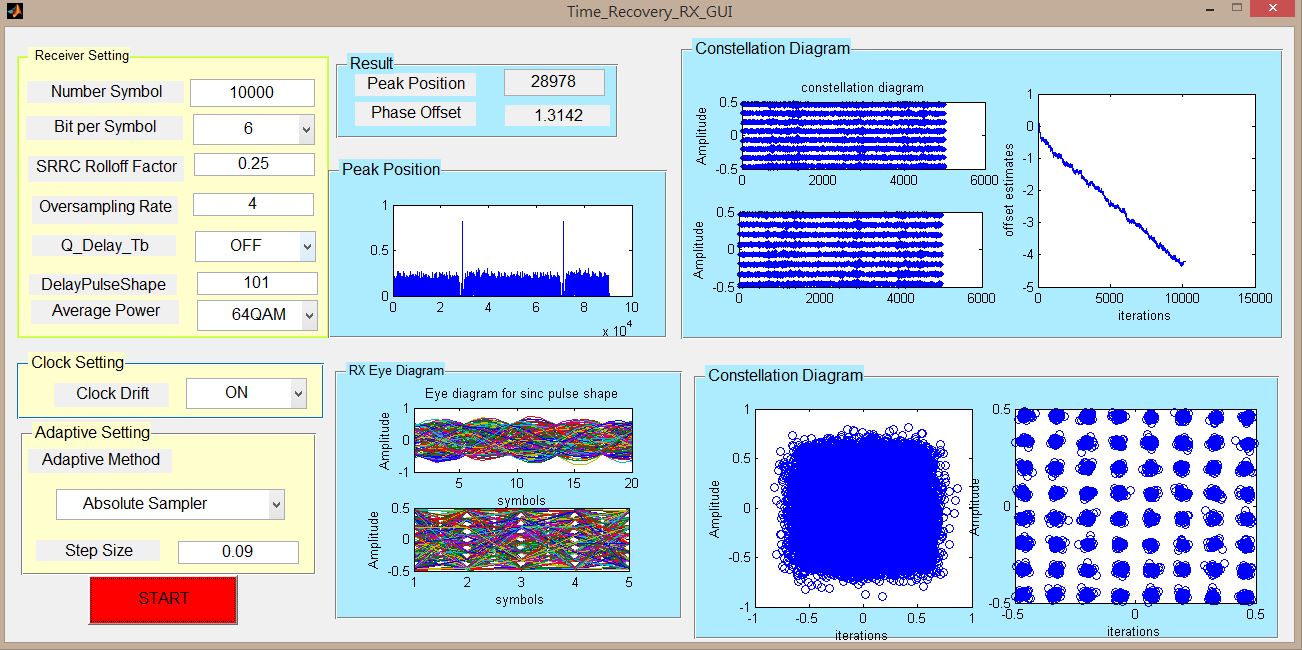 Time_Recovery_RX_GUI
Receiver Setting
Number Symbol 10000
Bit per Symbol 6
SRRC Rolloff Factor 0.25
Oversampling Rate 4
Q_Delay_Tb OFF
DelayPulseShape 101
Average Power 64QAM
Clock Setting
Clock Drift ON
Adaptive Setting
Adaptive Method
Absolute Sampler
Step Size 0.09
START
Result
Peak Position 28978
Phase Offset 1.3142
Peak Position
1
0.5
0
0 2 4 6 8 10
x 10^4
RX Eye Diagram
Eye diagram for sinc pulse shape
Amplitude
1
0
-1
5 10 15 20
symbols
Amplitude
0.5
0
-0.5
1 2 3 4 5
symbols
Constellation Diagram
constellation diagram
Amplitude
0.5
0
-0.5
0 2000 4000 6000
Amplitude
0.5
0
-0.5
0 2000 4000 6000
offset estimates
1
0
-1
-2
-3
-4
-5
0 5000 10000 15000
iterations
Constellation Diagram
Amplitude
1
0.5
0
-0.5
-1
-1 -0.5 0 0.5 1
iterations
Amplitude
0.5
0
-0.5
-0.5 0 0.5
iterations